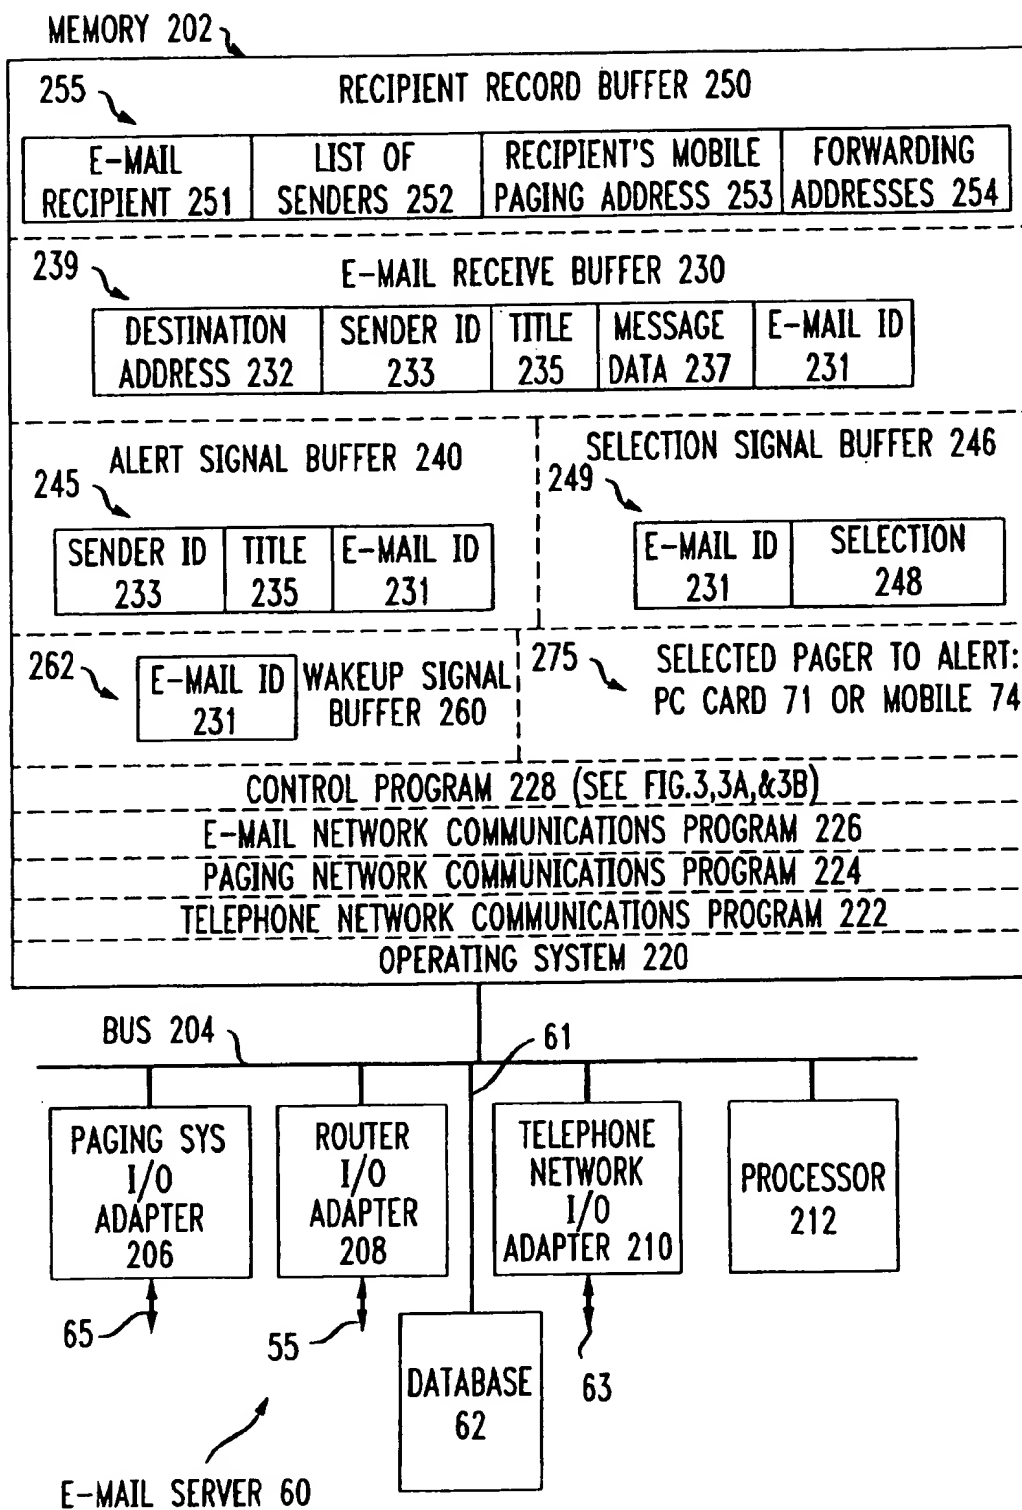 MEMORY 202
255
RECIPIENT RECORD BUFFER 250
E-MAIL RECIPIENT 251
LIST OF SENDERS 252
RECIPIENT'S MOBILE PAGING ADDRESS 253
FORWARDING ADDRESSES 254
239
E-MAIL RECEIVE BUFFER 230
DESTINATION ADDRESS 232
SENDER ID 233
TITLE 235
MESSAGE DATA 237
E-MAIL ID 231
ALERT SIGNAL BUFFER 240
245
SENDER ID 233
TITLE 235
E-MAIL ID 231
SELECTION SIGNAL BUFFER 246
249
E-MAIL ID 231
SELECTION 248
262
E-MAIL ID 231
WAKEUP SIGNAL
BUFFER 260
275
SELECTED PAGER TO ALERT:
PC CARD 71 OR MOBILE 74
CONTROL PROGRAM 228 (SEE FIG.3,3A,&3B)
E-MAIL NETWORK COMMUNICATIONS PROGRAM 226
PAGING NETWORK COMMUNICATIONS PROGRAM 224
TELEPHONE NETWORK COMMUNICATIONS PROGRAM 222
OPERATING SYSTEM 220
BUS 204
61
PAGING SYS
I/O
ADAPTER
206
ROUTER
I/O
ADAPTER
208
TELEPHONE
NETWORK
I/O
ADAPTER 210
PROCESSOR
212
65
55
63
DATABASE
62
E-MAIL SERVER 60